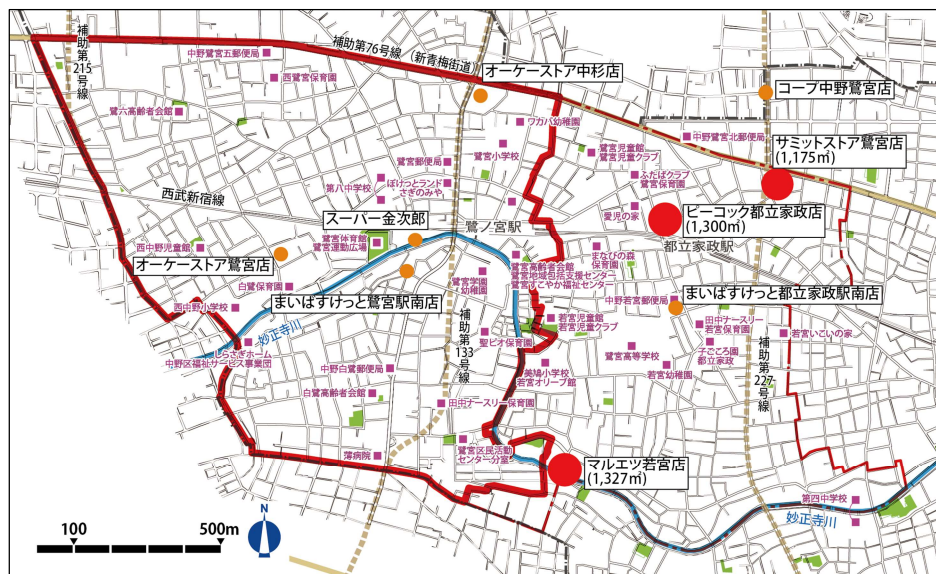 補助第215号線
中野鷺宮五郵便局
西鷺宮保育園
補助第76号線（新青梅街道）
オーケーストア中杉店
コープ中野鷺宮店
鷺六高齢者会館
ワカバ幼稚園
中野鷺宮北郵便局
サミットストア鷺宮店
(1,175㎡)
鷺宮小学校
鷺宮児童館
鷺宮児童クラブ
鷺宮郵便局
ふたばクラブ
鷺宮保育園
第八中学校
ぽけっとランド
さぎのみや
西武新宿線
愛児の家
ピーコック都立家政店
(1,300㎡)
スーパー金次郎
鷺ノ宮駅
都立家政駅
西中野児童館
鷺宮体育館
鷺宮運動広場
オーケーストア鷺宮店
まなびの森
保育園
鷺宮高齢者会館
鷺宮地域包括支援センター
鷺宮すこやか福祉センター
白鷺保育園
鷺宮学園
幼稚園
まいばすけっと鷺宮駅南店
中野若宮郵便局
まいばすけっと都立家政駅南店
西中野小学校
若宮児童館
若宮児童クラブ
田中ナースリー
若宮保育園
若宮いこいの家
妙正寺川
しらさぎホーム
中野区福祉サービス事業団
補助第133号線
聖ピオ保育園
鷺宮高等学校
子ごころ園
都立家政
中野白鷺郵便局
美鳩小学校
若宮オリーブ館
若宮幼稚園
補助第227号線
白鷺高齢者会館
田中ナースリー保育園
薄病院
鷺宮区民活動
センター分室
マルエツ若宮店
(1,327㎡)
第四中学校
妙正寺川
100
500m
N